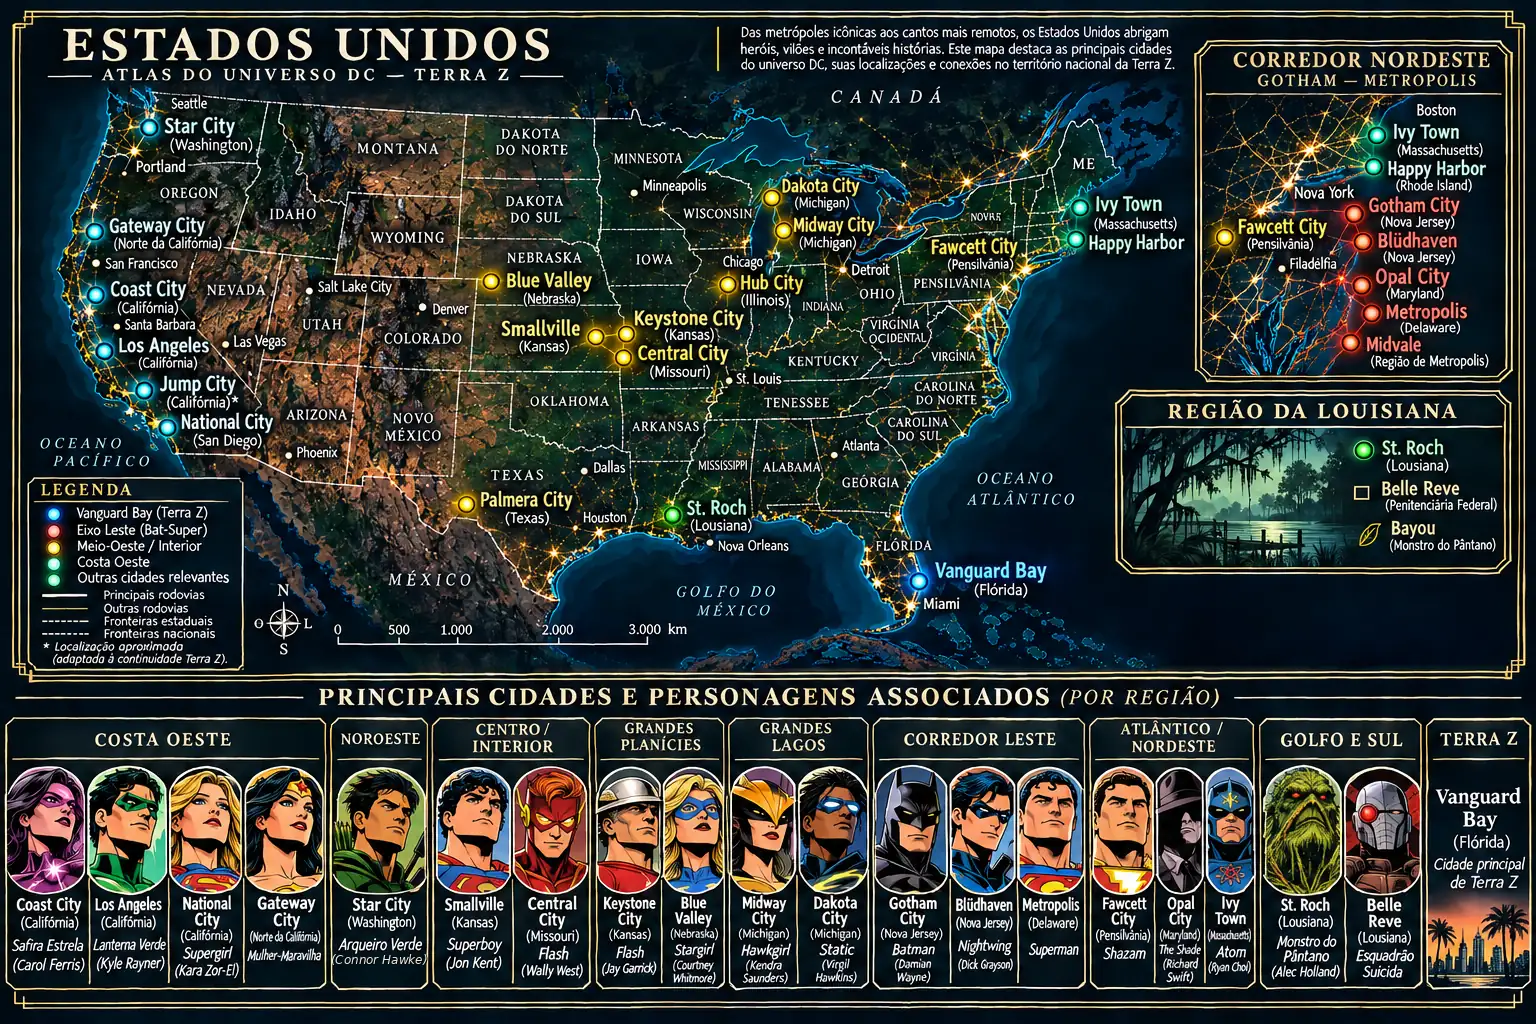 ESTADOS UNIDOS
ATLAS DO UNIVERSO DC — TERRA Z
Das metrópoles icônicas aos cantos mais remotos, os Estados Unidos abrigam
heróis, vilões e incontáveis histórias. Este mapa destaca as principais cidades
do universo DC, suas localizações e conexões no território nacional da Terra Z.
CANADÁ
Seattle
Star City
(Washington)
Portland
OREGON
Gateway City
(Norte da Califórnia)
San Francisco
Coast City
(Califórnia)
Santa Barbara
Los Angeles
(Califórnia)
Jump City
(Califórnia)*
National City
(San Diego)
OCEANO
PACÍFICO
MONTANA
IDAHO
WYOMING
NEVADA
Salt Lake City
UTAH
Las Vegas
Denver
COLORADO
ARIZONA
Phoenix
NOVO
MÉXICO
DAKOTA
DO NORTE
DAKOTA
DO SUL
NEBRASKA
Blue Valley
(Nebraska)
Smallville
(Kansas)
Keystone City
(Kansas)
Central City
(Missouri)
OKLAHOMA
TEXAS
Dallas
Palmera City
(Texas)
Houston
MINNESOTA
Minneapolis
WISCONSIN
IOWA
Dakota City
(Michigan)
Midway City
(Michigan)
Chicago
Hub City
(Illinois)
Detroit
INDIANA
OHIO
St. Louis
KENTUCKY
TENESSEE
ARKANSAS
MISSISSIPPI
ALABAMA
Atlanta
GEÓRGIA
St. Roch
(Lousiana)
Nova Orleans
FLÓRIDA
Vanguard Bay
(Flórida)
Miami
VIRGÍNIA
OCIDENTAL
VIRGÍNIA
CAROLINA
DO NORTE
CAROLINA
DO SUL
PENSILVÂNIA
Fawcett City
(Pensilvânia)
ME
Ivy Town
(Massachusetts)
Happy Harbor
OCEANO
ATLÂNTICO
GOLFO DO
MÉXICO
MÉXICO
LEGENDA
Vanguard Bay (Terra Z)
Eixo Leste (Bat-Super)
Meio-Oeste / Interior
Costa Oeste
Outras cidades relevantes
Principais rodovias
Outras rodovias
Fronteiras estaduais
Fronteiras nacionais
* Localização aproximada
(adaptada à continuidade Terra Z).
N
O L
S
0 500 1.000 2.000 3.000 km
CORREDOR NORDESTE
GOTHAM — METROPOLIS
Boston
Ivy Town
(Massachusetts)
Happy Harbor
(Rhode Island)
Nova York
Gotham City
(Nova Jersey)
Fawcett City
(Pensilvânia)
Blüdhaven
(Nova Jersey)
Filadélfia
Opal City
(Maryland)
Metropolis
(Delaware)
Midvale
(Região de Metropolis)
REGIÃO DA LOUISIANA
St. Roch
(Lousiana)
Belle Reve
(Penitenciária Federal)
Bayou
(Monstro do Pântano)
PRINCIPAIS CIDADES E PERSONAGENS ASSOCIADOS (POR REGIÃO)
COSTA OESTE
Coast City
(Califórnia)
Safira Estrela
(Carol Ferris)
Los Angeles
(Califórnia)
Lanterna Verde
(Kyle Rayner)
National
City
(Califórnia)
Supergirl
(Kara Zor-El)
Gateway
City
(Norte da Califórnia)
Mulher-Maravilha
NOROESTE
Star City
(Washington)
Arqueiro Verde
(Connor Hawke)
CENTRO /
INTERIOR
Smallville
(Kansas)
Superboy
(Jon Kent)
Central
City
(Missouri)
Flash
(Wally West)
GRANDES
PLANÍCIES
Keystone
City
(Kansas)
Flash
(Jay Garrick)
Blue
Valley
(Nebraska)
Stargirl
(Courtney
Whitmore)
GRANDES
LAGOS
Midway
City
(Michigan)
Hawkgirl
(Kendra
Saunders)
Dakota
City
(Michigan)
Static
(Virgil
Hawkins)
CORREDOR LESTE
Gotham
City
(Nova Jersey)
Batman
(Damian
Wayne)
Blüdhaven
(Nova Jersey)
Nightwing
(Dick Grayson)
Metropolis
(Delaware)
Superman
ATLÂNTICO /
NORDESTE
Fawcett
City
(Pensilvânia)
Shazam
Opal
City
(Maryland)
The Shade
(Richard
Swift)
Ivy
Town
(Massachusetts)
Atom
(Ryan Choi)
GOLFO E SUL
St. Roch
(Lousiana)
Monstro do
Pântano
(Alec Holland)
Belle
Reve
(Lousiana)
Esquadrão
Suicida
TERRA Z
Vanguard
Bay
(Flórida)
Cidade principal
de Terra Z